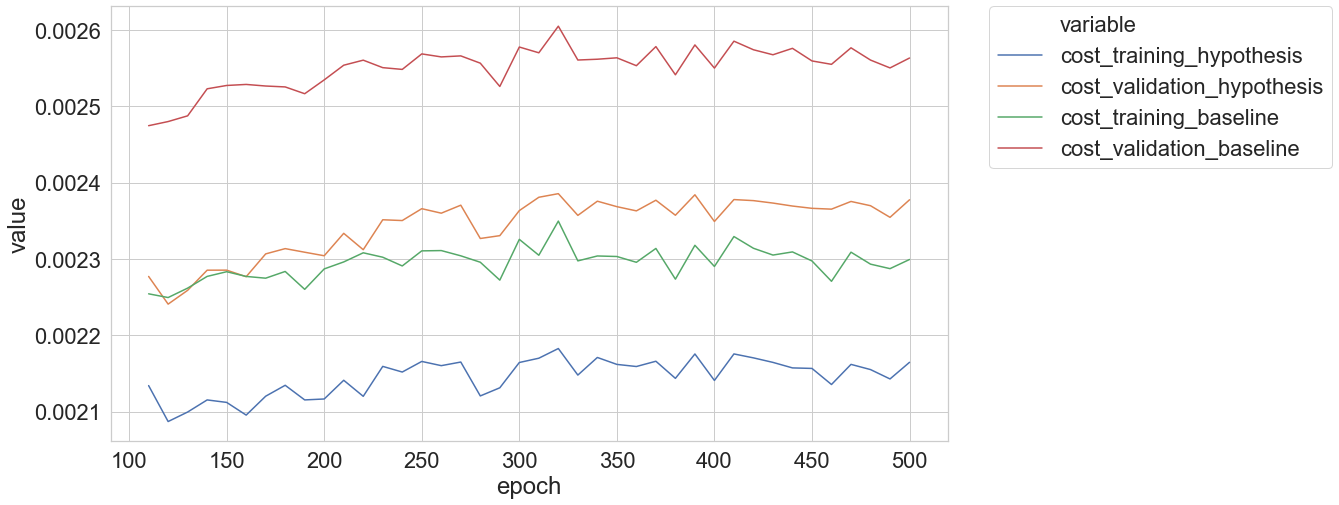 variable
cost_training_hypothesis
cost_validation_hypothesis
cost_training_baseline
cost_validation_baseline
value
0.0026
0.0025
0.0024
0.0023
0.0022
0.0021
100 150 200 250 300 350 400 450 500
epoch